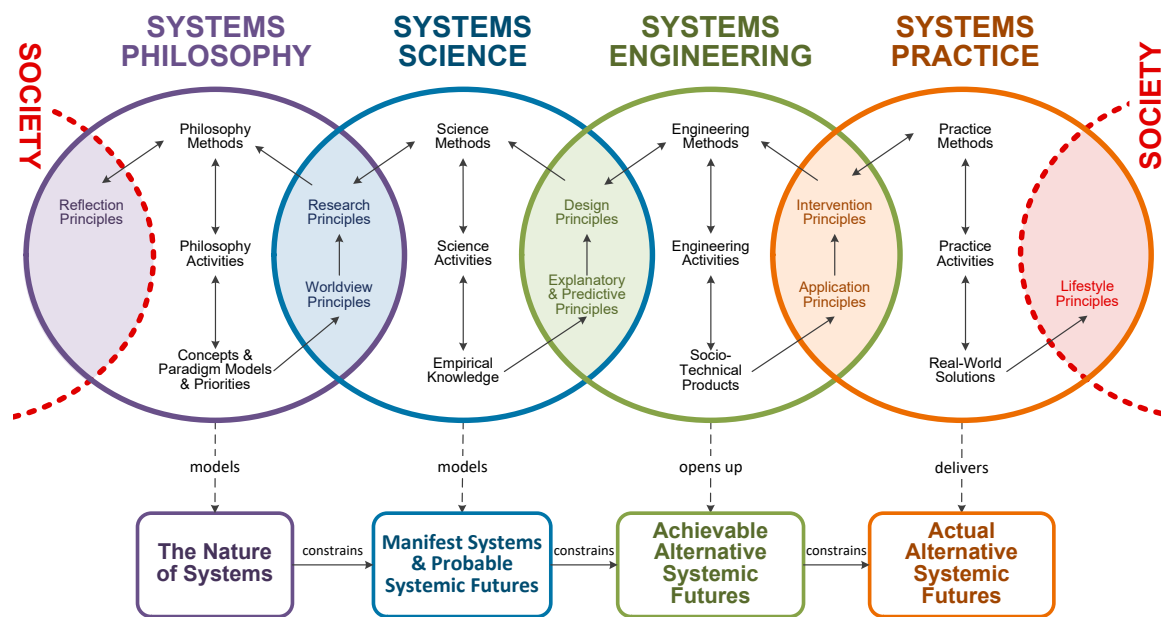 SYSTEMS
PHILOSOPHY
SYSTEMS
SCIENCE
SYSTEMS
ENGINEERING
SYSTEMS
PRACTICE
SOCIETY
SOCIETY
Philosophy
Methods
Science
Methods
Engineering
Methods
Practice
Methods
Reflection
Principles
Research
Principles
Design
Principles
Intervention
Principles
Philosophy
Activities
Science
Activities
Engineering
Activities
Practice
Activities
Worldview
Principles
Explanatory
& Predictive
Principles
Application
Principles
Lifestyle
Principles
Concepts &
Paradigm Models
& Priorities
Empirical
Knowledge
Socio-
Technical
Products
Real-World
Solutions
models
models
opens up
delivers
The Nature
of Systems
constrains
Manifest Systems
& Probable
Systemic Futures
constrains
Achievable
Alternative
Systemic
Futures
constrains
Actual
Alternative
Systemic
Futures